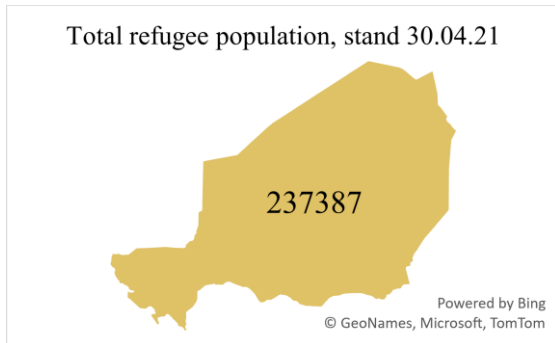 Total refugee population, stand 30.04.21
237387
Powered by Bing
© GeoNames, Microsoft, TomTom